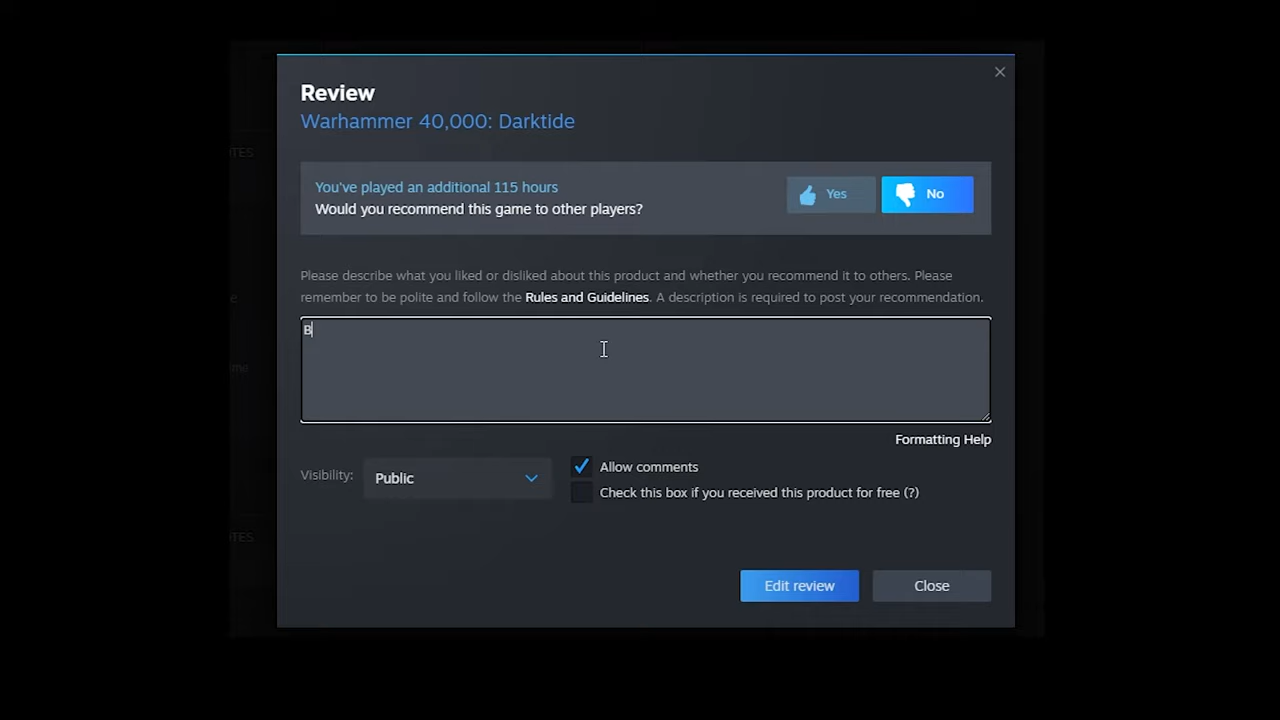 Review
Warhammer 40,000: Darktide
You've played an additional 115 hours
Would you recommend this game to other players?
Yes
No
Please describe what you liked or disliked about this product and whether you recommend it to others. Please
remember to be polite and follow the Rules and Guidelines. A description is required to post your recommendation.
B
Formatting Help
Visibility:
Public
Allow comments
Check this box if you received this product for free (?)
Edit review
Close